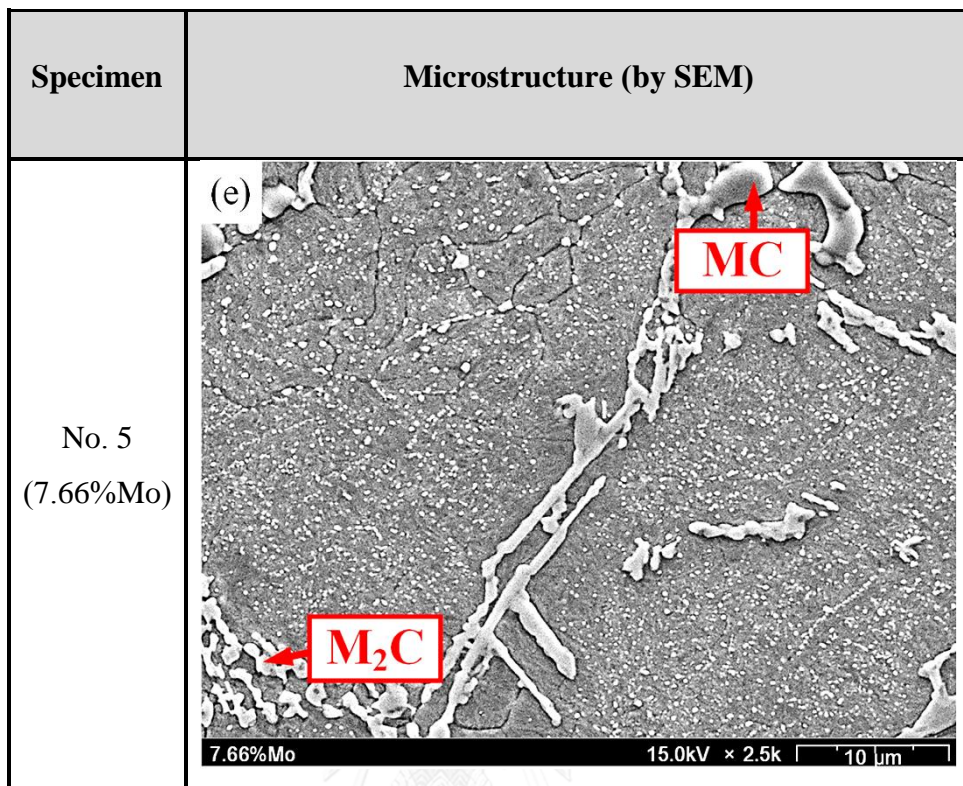 Specimen
Microstructure (by SEM)
(e)
MC
No. 5
(7.66%Mo)
M₂C
7.66%Mo 15.0kV × 2.5k 10 μm